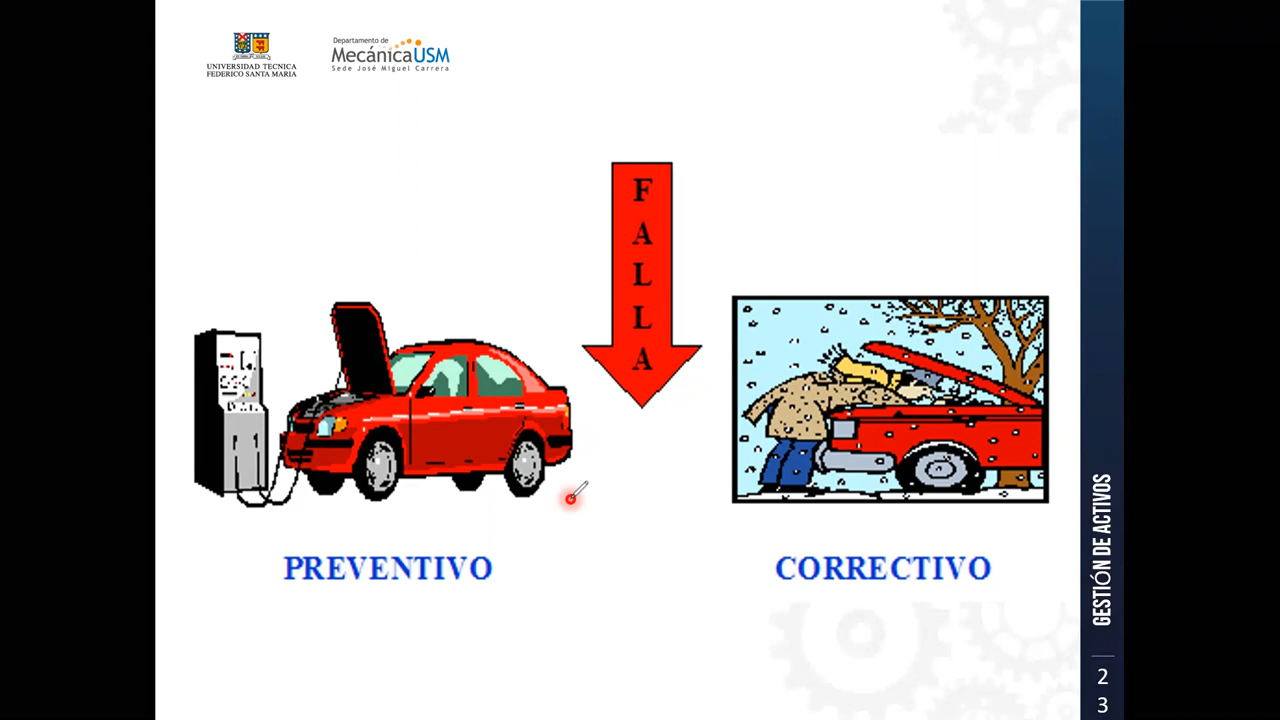 UNIVERSIDAD TECNICA
FEDERICO SANTA MARIA
Departamento de
MecánicaUSM
Sede José Miguel Carrera
F
A
L
L
A
PREVENTIVO
CORRECTIVO
GESTIÓN DE ACTIVOS
2
3